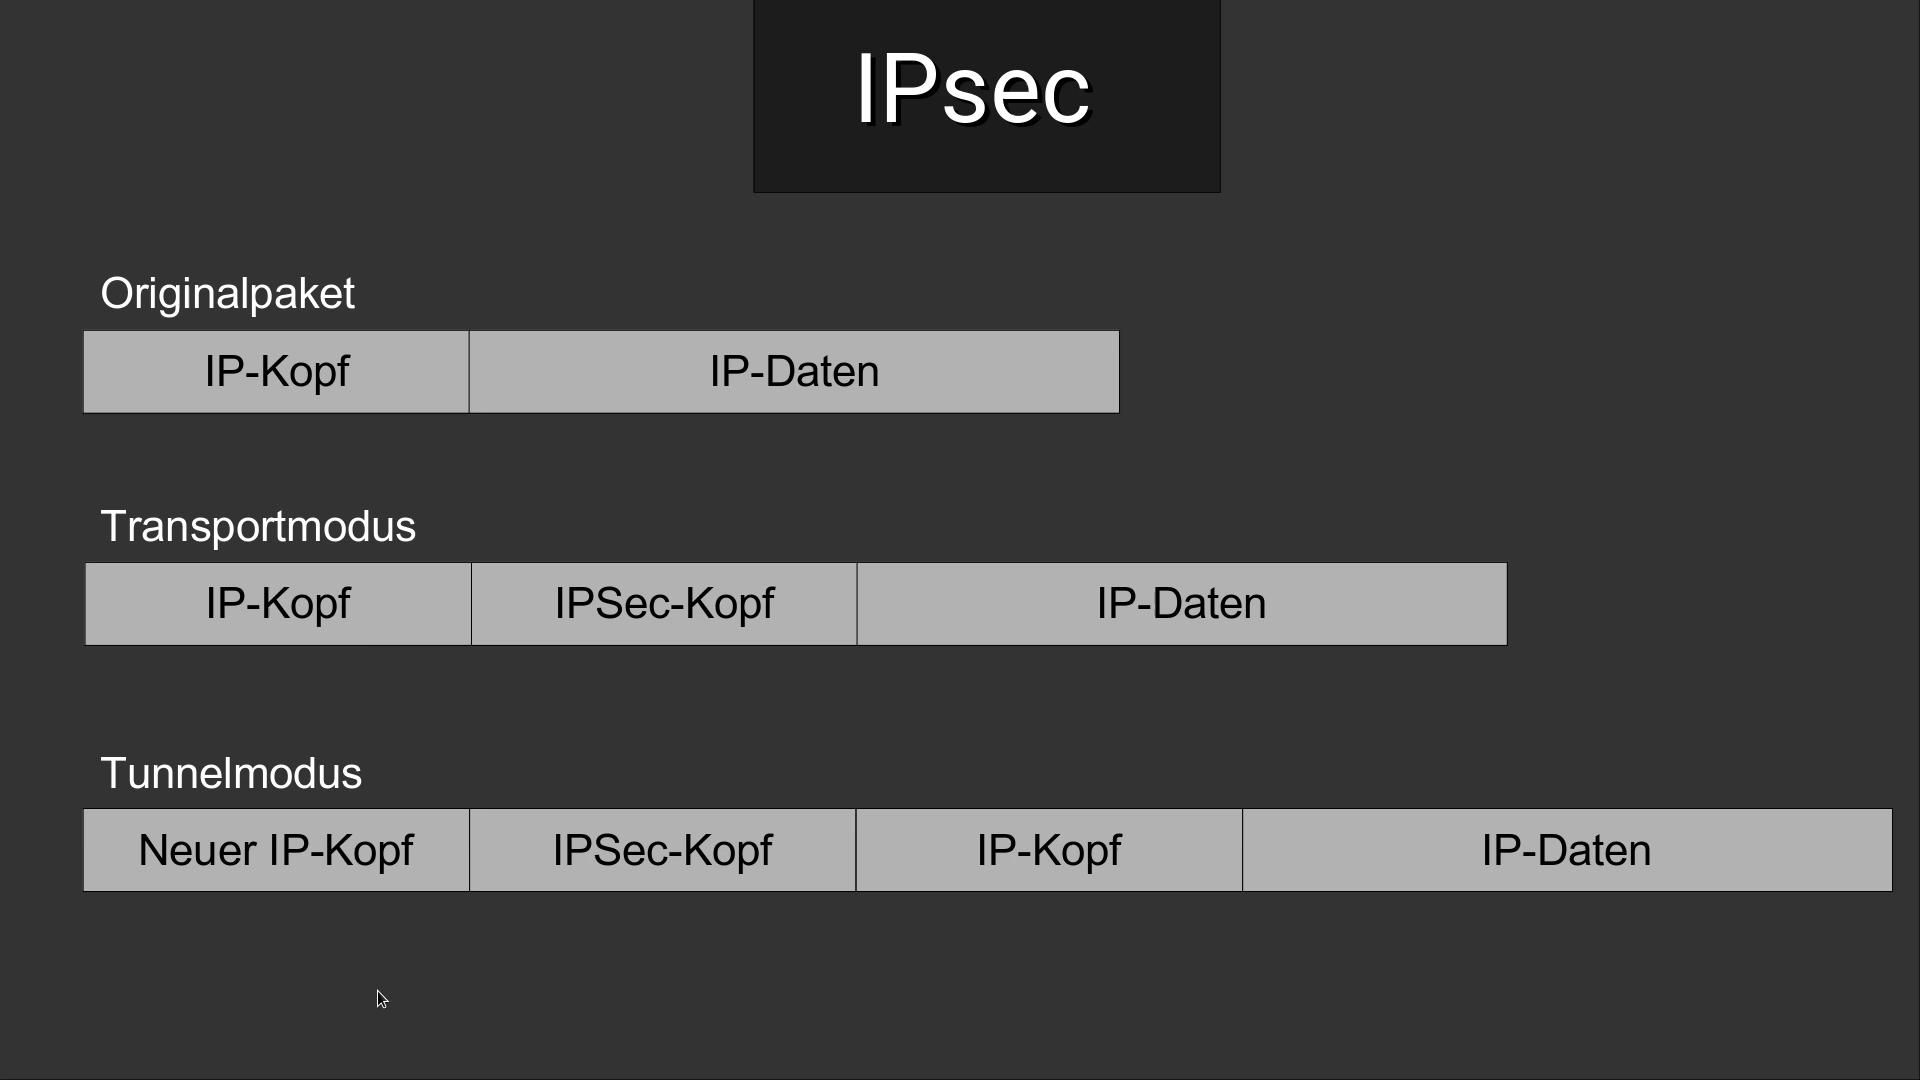 IPsec
Originalpaket
IP-Kopf IP-Daten
Transportmodus
IP-Kopf IPSec-Kopf IP-Daten
Tunnelmodus
Neuer IP-Kopf IPSec-Kopf IP-Kopf IP-Daten